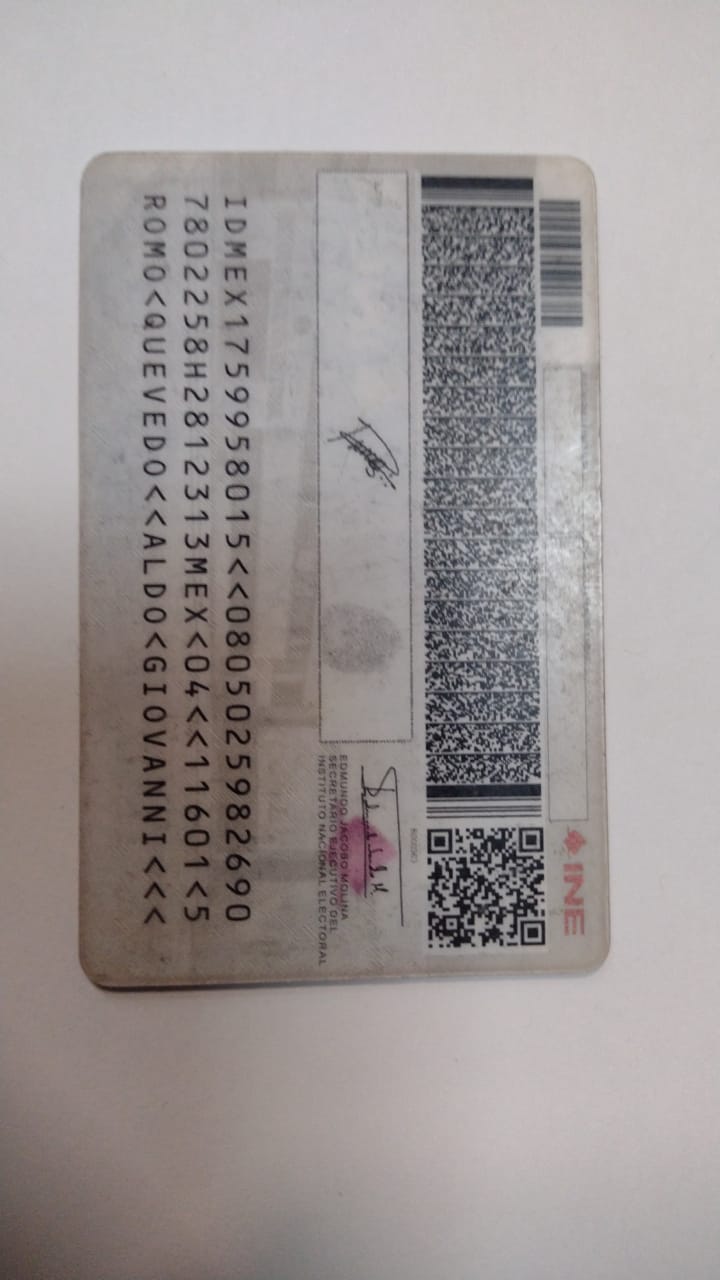 INE
EDMUNDO JACOBO MOLINA
SECRETARIO EJECUTIVO DEL
INSTITUTO NACIONAL ELECTORAL
IDMEX1759958015<<0805025982690
7802258H2812313MEX<04<<11601<5
ROMO<QUEVEDO<<ALDO<GIOVANNI<<<